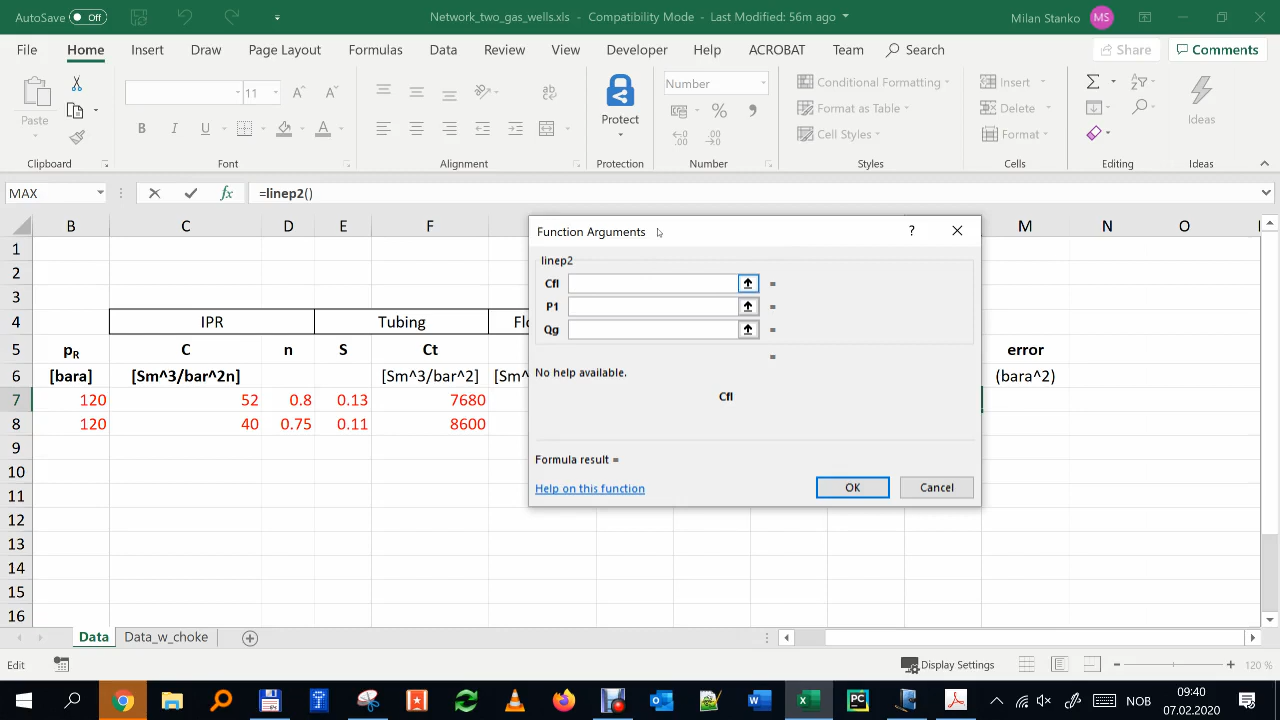 AutoSave Off Network_two_gas_wells.xls - Compatibility Mode - Last Modified: 56m ago Milan Stanko MS
File Home Insert Draw Page Layout Formulas Data Review View Developer Help ACROBAT Team Search Share Comments
Paste 11 Protect Number Conditional Formatting Insert
Format as Table Delete
Cell Styles Format Ideas
Clipboard Font Alignment Protection Number Styles Cells Editing Ideas
MAX =linep2()
B C D E F M N O
Function Arguments ?
linep2
Cfl =
P1 =
Qg =
=
No help available.
Cfl
Formula result =
Help on this function OK Cancel
1
2
3
4 IPR Tubing Flo
5 pR C n S Ct error
6 [bara] [Sm^3/bar^2n] [Sm^3/bar^2] [Sm^ (bara^2)
7 120 52 0.8 0.13 7680
8 120 40 0.75 0.11 8600
9
10
11
12
13
14
15
16
Data Data_w_choke
Edit Display Settings 120 %
NOB 09:40
07.02.2020